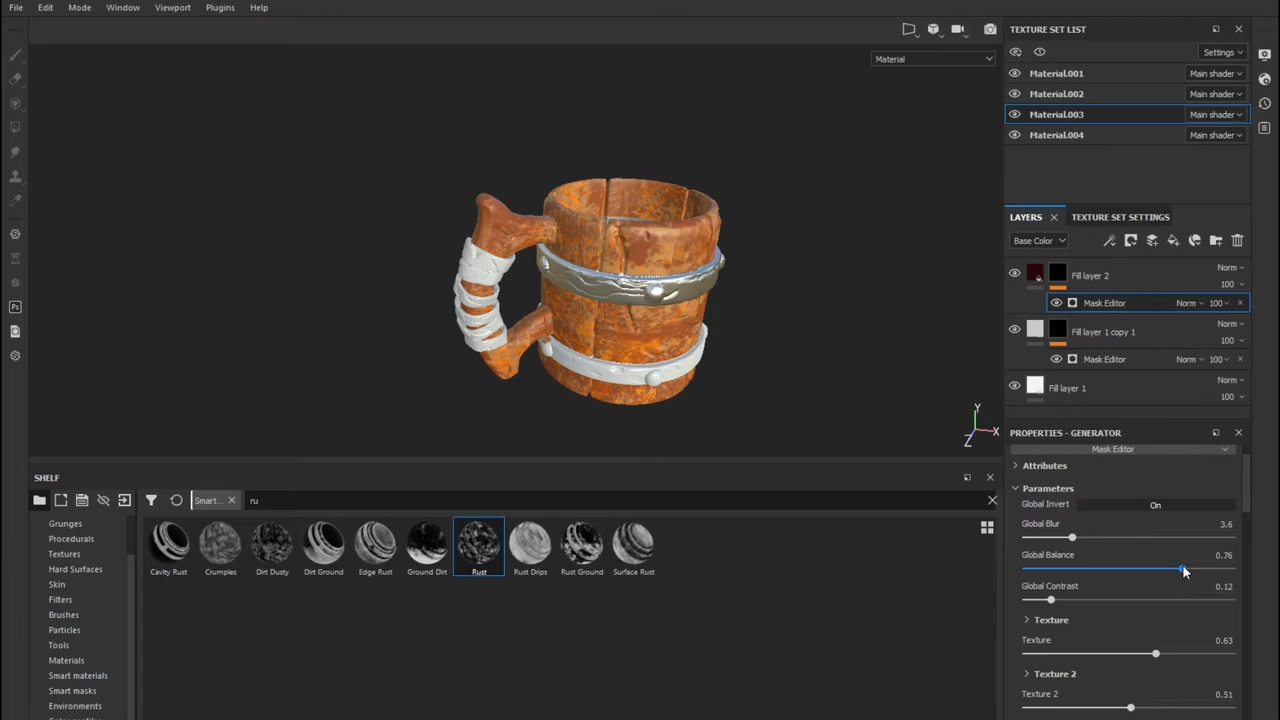 File Edit Mode Window Viewport Plugins Help
TEXTURE SET LIST
Settings
Material
Material.001 Main shader
Material.002 Main shader
Material.003 Main shader
Material.004 Main shader
LAYERS TEXTURE SET SETTINGS
Base Color
Fill layer 2 Norm 100
Mask Editor Norm 100
Fill layer 1 copy 1 Norm 100
Mask Editor Norm 100
Fill layer 1 Norm 100
Y
X
Z
PROPERTIES - GENERATOR
Mask Editor
Attributes
Parameters
Global Invert On
Global Blur 3.6
Global Balance 0.76
Global Contrast 0.12
Texture
Texture 0.63
Texture 2
Texture 2 0.51
SHELF
Ps
Smart... ru
Grunges
Procedurals
Textures
Hard Surfaces
Skin
Filters
Brushes
Particles
Tools
Materials
Smart materials
Smart masks
Environments
Cavity Rust Crumples Dirt Dusty Dirt Ground Edge Rust Ground Dirt Rust Rust Drips Rust Ground Surface Rust